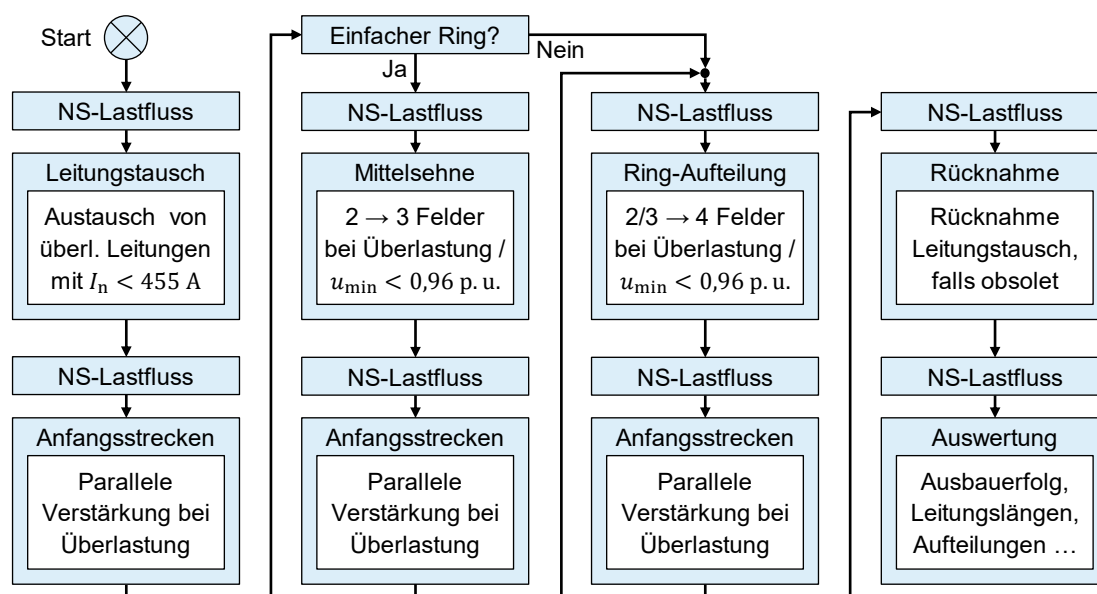 Start
NS-Lastfluss
Leitungstausch
Austausch von
überl. Leitungen
mit Iₙ < 455 A
NS-Lastfluss
Anfangsstrecken
Parallele
Verstärkung bei
Überlastung
Einfacher Ring?
Ja
Nein
NS-Lastfluss
Mittelsehne
2 → 3 Felder
bei Überlastung /
u_min < 0,96 p. u.
NS-Lastfluss
Anfangsstrecken
Parallele
Verstärkung bei
Überlastung
NS-Lastfluss
Ring-Aufteilung
2/3 → 4 Felder
bei Überlastung /
u_min < 0,96 p. u.
NS-Lastfluss
Anfangsstrecken
Parallele
Verstärkung bei
Überlastung
NS-Lastfluss
Rücknahme
Rücknahme
Leitungstausch,
falls obsolet
NS-Lastfluss
Auswertung
Ausbauerfolg,
Leitungslängen,
Aufteilungen …